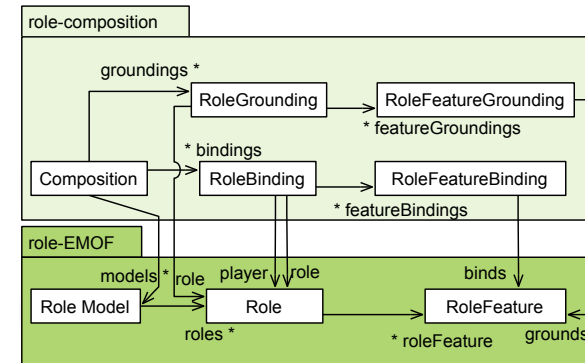 role-composition
groundings *
RoleGrounding
RoleFeatureGrounding
* featureGroundings
* bindings
Composition
RoleBinding
RoleFeatureBinding
* featureBindings
role-EMOF
models *
role
player
role
binds
Role Model
Role
RoleFeature
roles *
* roleFeature
grounds